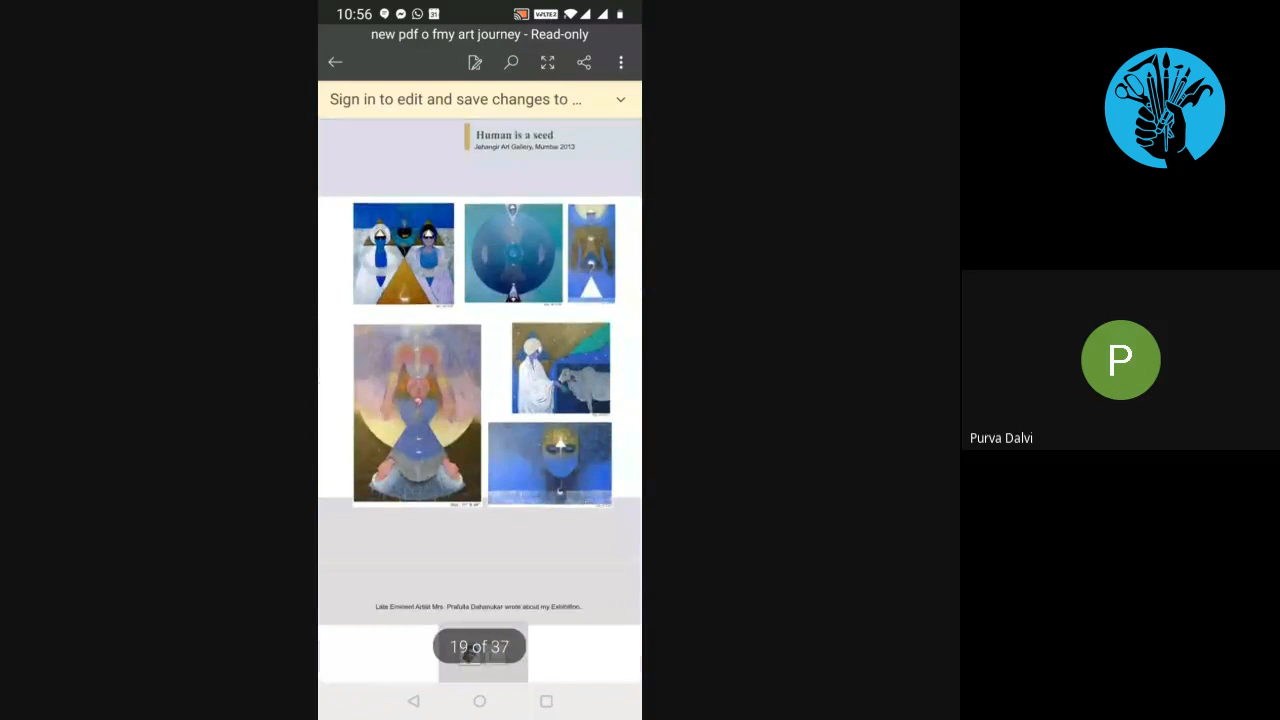 10:56
31
VoLTE2
new pdf o fmy art journey - Read-only
Sign in to edit and save changes to ...
Human is a seed
Jehangir Art Gallery, Mumbai 2013
Late Eminent Artist Mrs. Prafulla Dahanukar wrote about my Exhibition.
19 of 37
P
Purva Dalvi